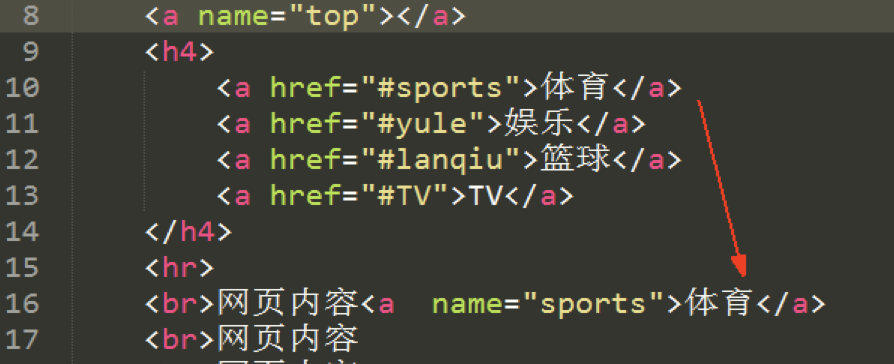 8 <a name="top"></a>
9 <h4>
10 <a href="#sports">体育</a>
11 <a href="#yule">娱乐</a>
12 <a href="#lanqiu">篮球</a>
13 <a href="#TV">TV</a>
14 </h4>
15 <hr>
16 <br>网页内容<a  name="sports">体育</a>
17 <br>网页内容